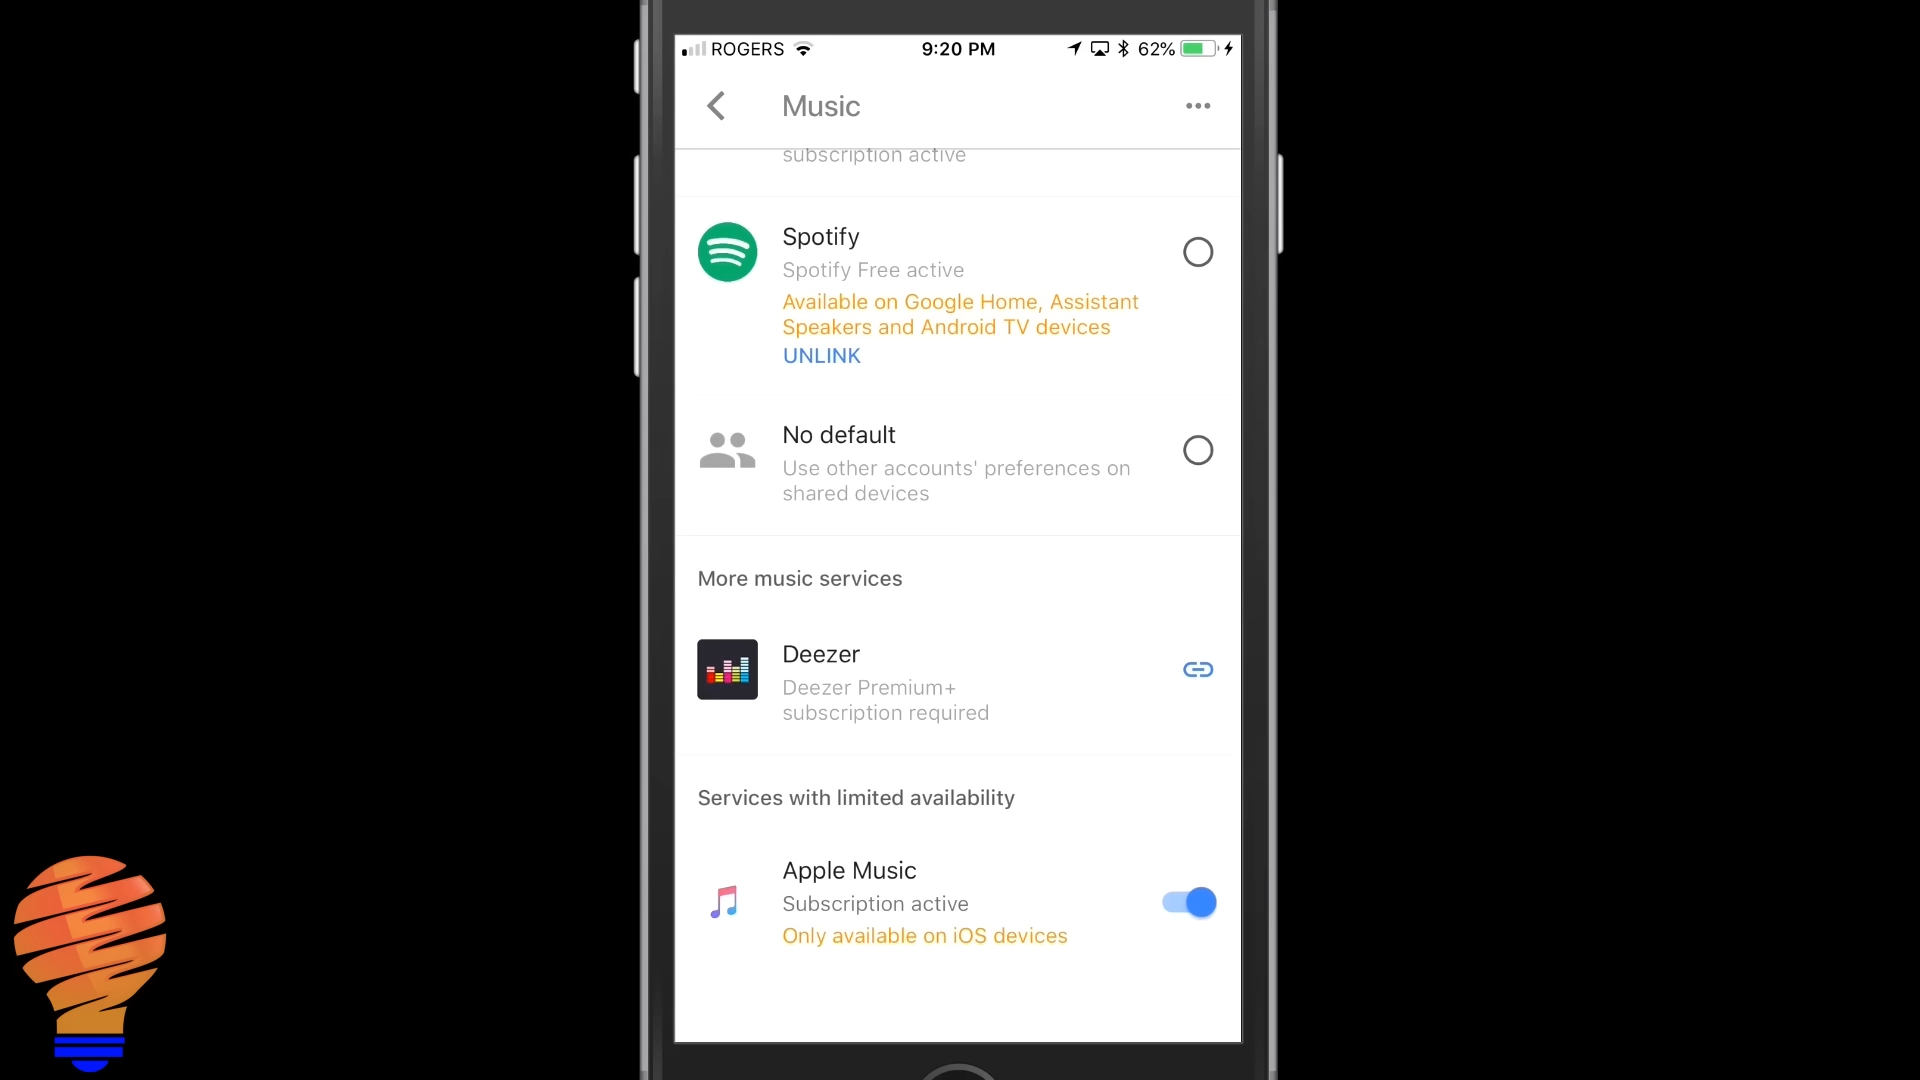 ROGERS 9:20 PM 62%
Music
subscription active
Spotify
Spotify Free active
Available on Google Home, Assistant
Speakers and Android TV devices
UNLINK
No default
Use other accounts' preferences on
shared devices
More music services
Deezer
Deezer Premium+
subscription required
Services with limited availability
Apple Music
Subscription active
Only available on iOS devices